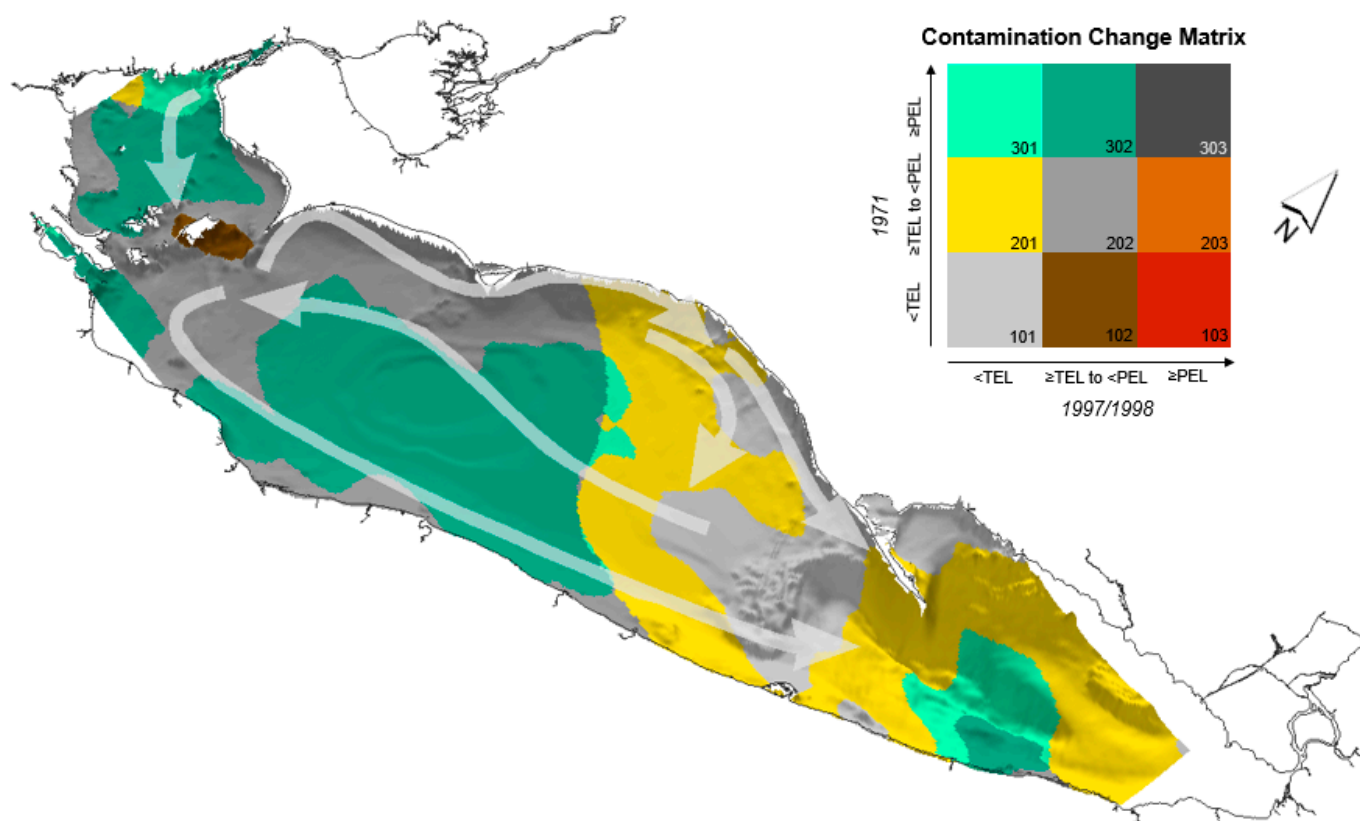 Contamination Change Matrix
1971
≥PEL
≥TEL to <PEL
<TEL
301
302
303
201
202
203
101
102
103
<TEL
≥TEL to <PEL
≥PEL
1997/1998
N